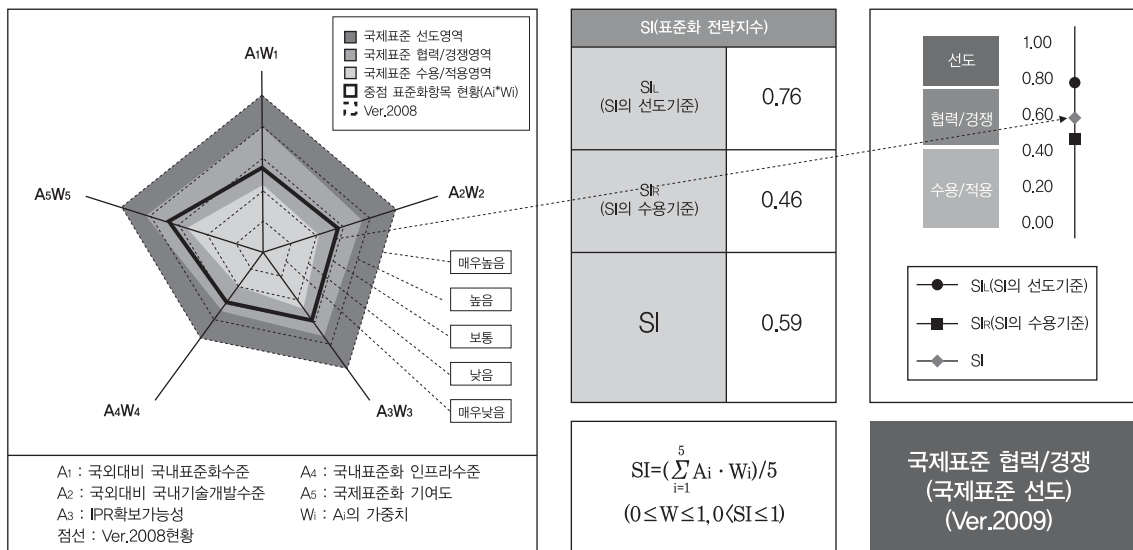 국제표준 선도영역
국제표준 협력/경쟁영역
국제표준 수용/적용영역
중점 표준화항목 현황(Ai*Wi)
Ver.2008
A1W1
A2W2
A3W3
A4W4
A5W5
매우높음
높음
보통
낮음
매우낮음
A1 : 국외대비 국내표준화수준
A2 : 국외대비 국내기술개발수준
A3 : IPR확보가능성
점선 : Ver.2008현황
A4 : 국내표준화 인프라수준
A5 : 국제표준화 기여도
Wi : Ai의 가중치
SI(표준화 전략지수)
SIL
(SI의 선도기준)
0.76
SIR
(SI의 수용기준)
0.46
SI
0.59
SI=(∑Ai · Wi)/5
5
i=1
(0≤W≤1, 0<SI≤1)
선도
협력/경쟁
수용/적용
1.00
0.80
0.60
0.40
0.20
0.00
SIL(SI의 선도기준)
SIR(SI의 수용기준)
SI
국제표준 협력/경쟁
(국제표준 선도)
(Ver.2009)